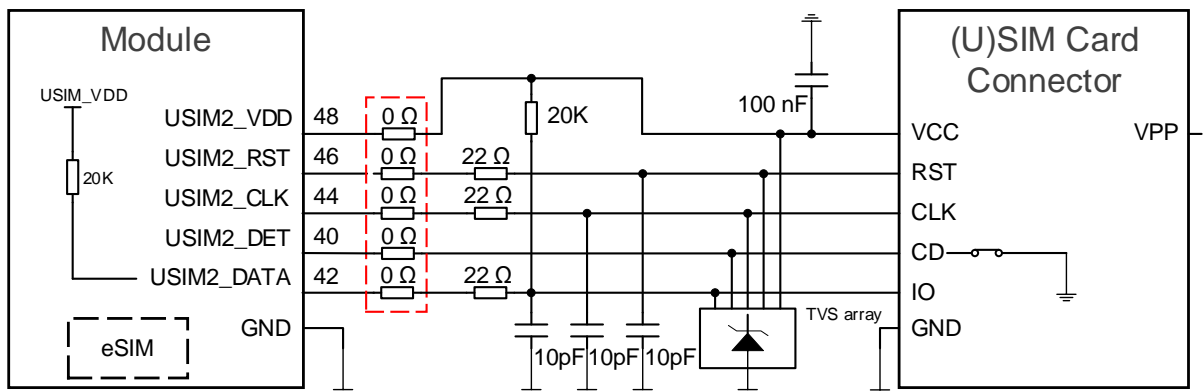 Module
(U)SIM Card
Connector
USIM_VDD
100 nF
USIM2_VDD 48 0 Ω 20K VCC VPP
USIM2_RST 46 0 Ω 22 Ω RST
20K
USIM2_CLK 44 0 Ω 22 Ω CLK
USIM2_DET 40 0 Ω CD
USIM2_DATA 42 0 Ω 22 Ω IO
TVS array
GND GND
eSIM
10pF 10pF 10pF